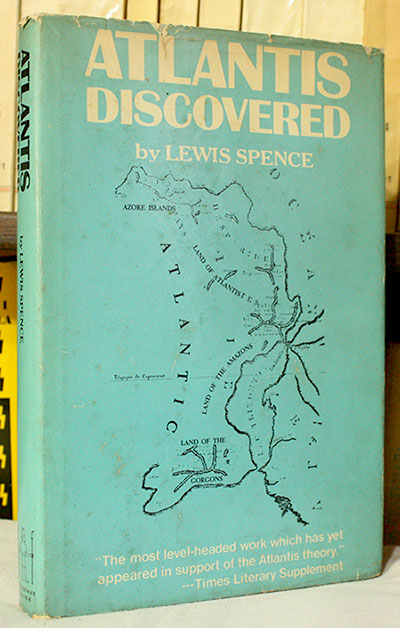 ATLANTIS
DISCOVERED
by LEWIS SPENCE
AZORE ISLANDS
ATLANTIC
LAND OF ATLANTIES
LAND OF THE AMAZONS
LAND OF THE
GORGONS
"The most level-headed work which has yet
appeared in support of the Atlantis theory."
---Times Literary Supplement
ATLANTIS
by LEWIS SPENCE